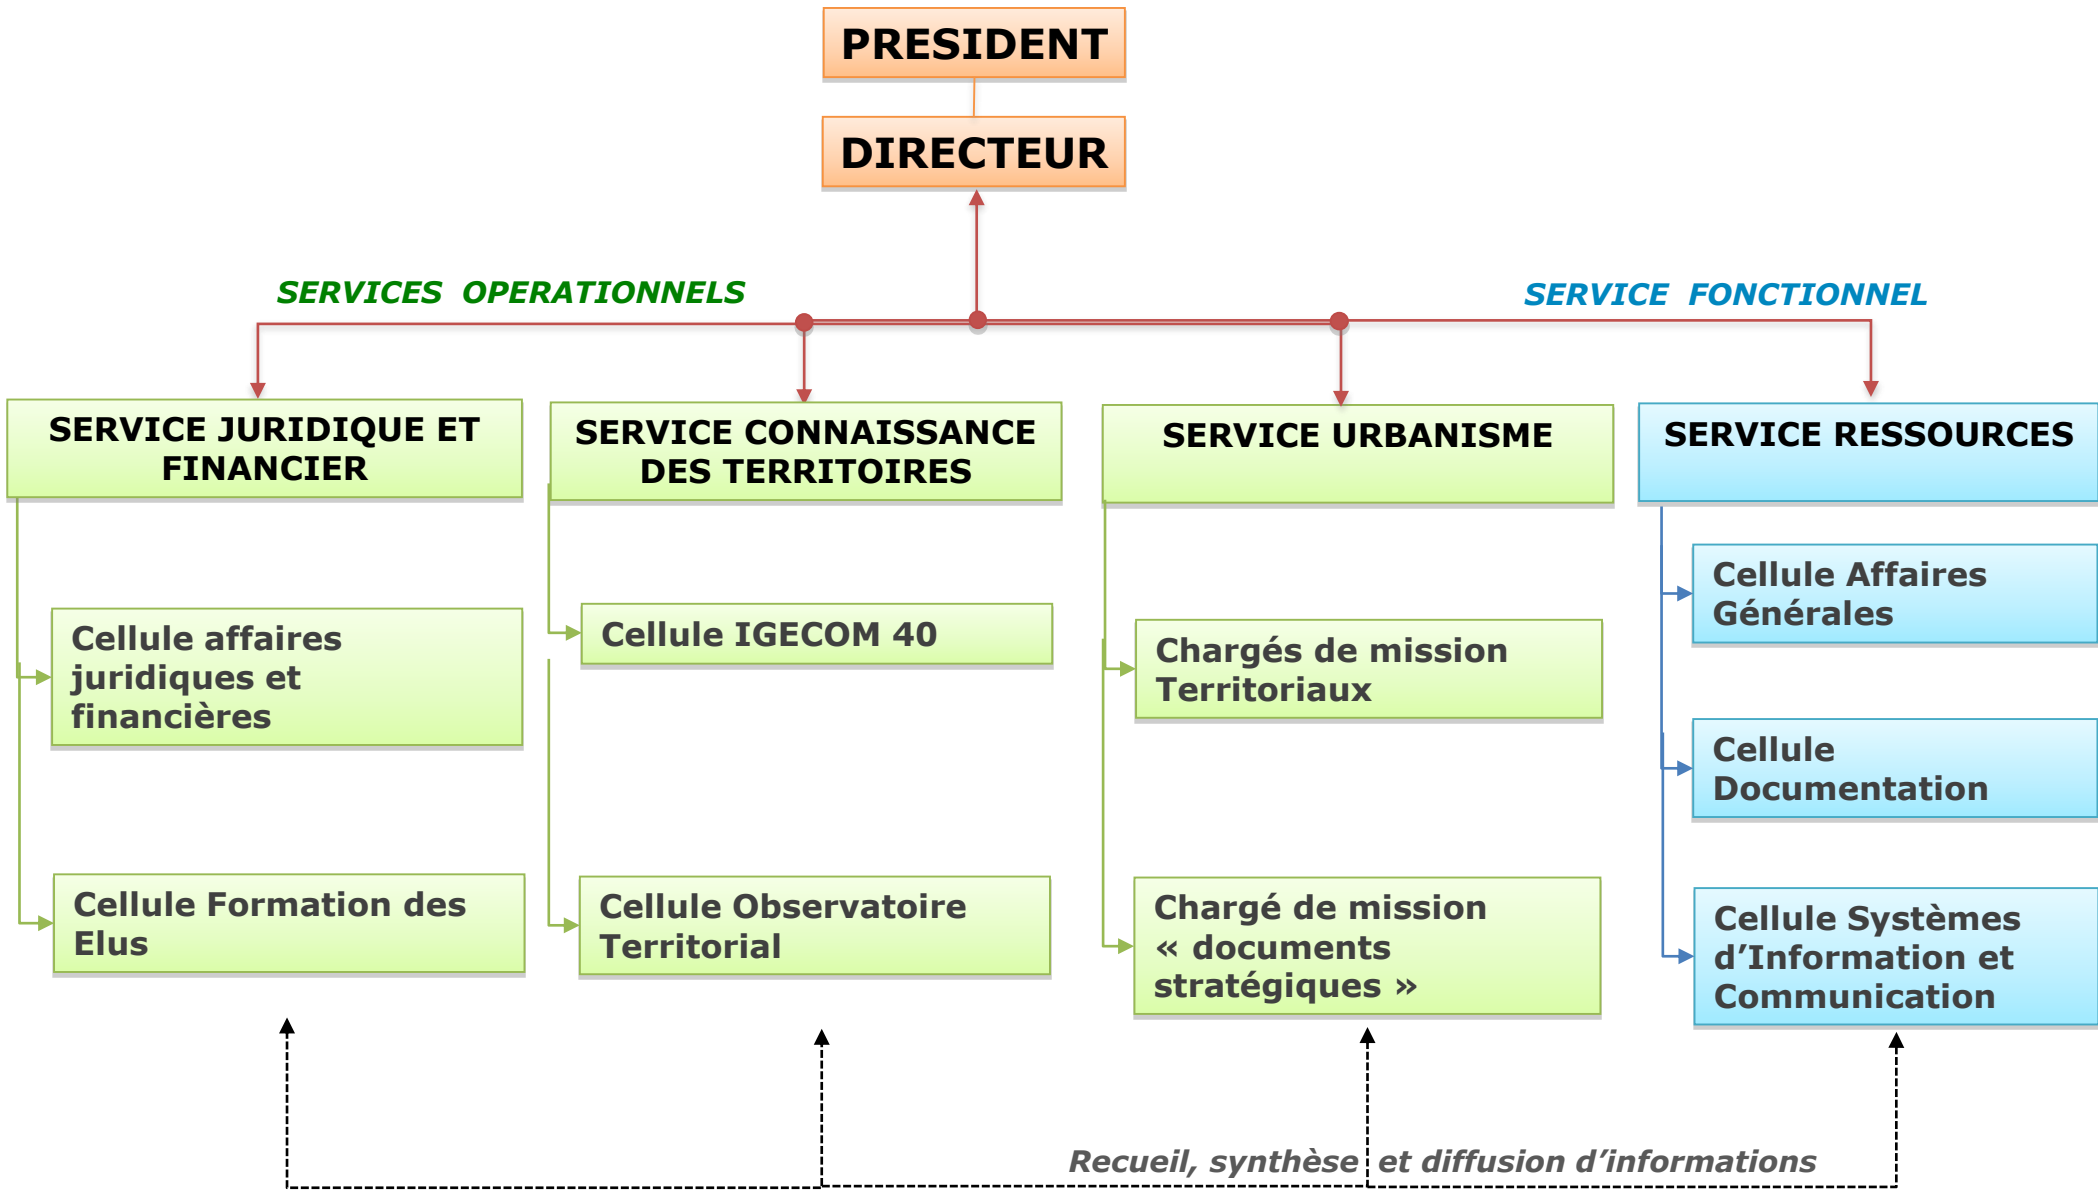 PRESIDENT
DIRECTEUR
SERVICES OPERATIONNELS
SERVICE FONCTIONNEL
SERVICE JURIDIQUE ET
FINANCIER
SERVICE CONNAISSANCE
DES TERRITOIRES
SERVICE URBANISME
SERVICE RESSOURCES
Cellule affaires
juridiques et
financières
Cellule Formation des
Elus
Cellule IGECOM 40
Cellule Observatoire
Territorial
Chargés de mission
Territoriaux
Chargé de mission
« documents
stratégiques »
Cellule Affaires
Générales
Cellule
Documentation
Cellule Systèmes
d’Information et
Communication
Recueil, synthèse et diffusion d’informations